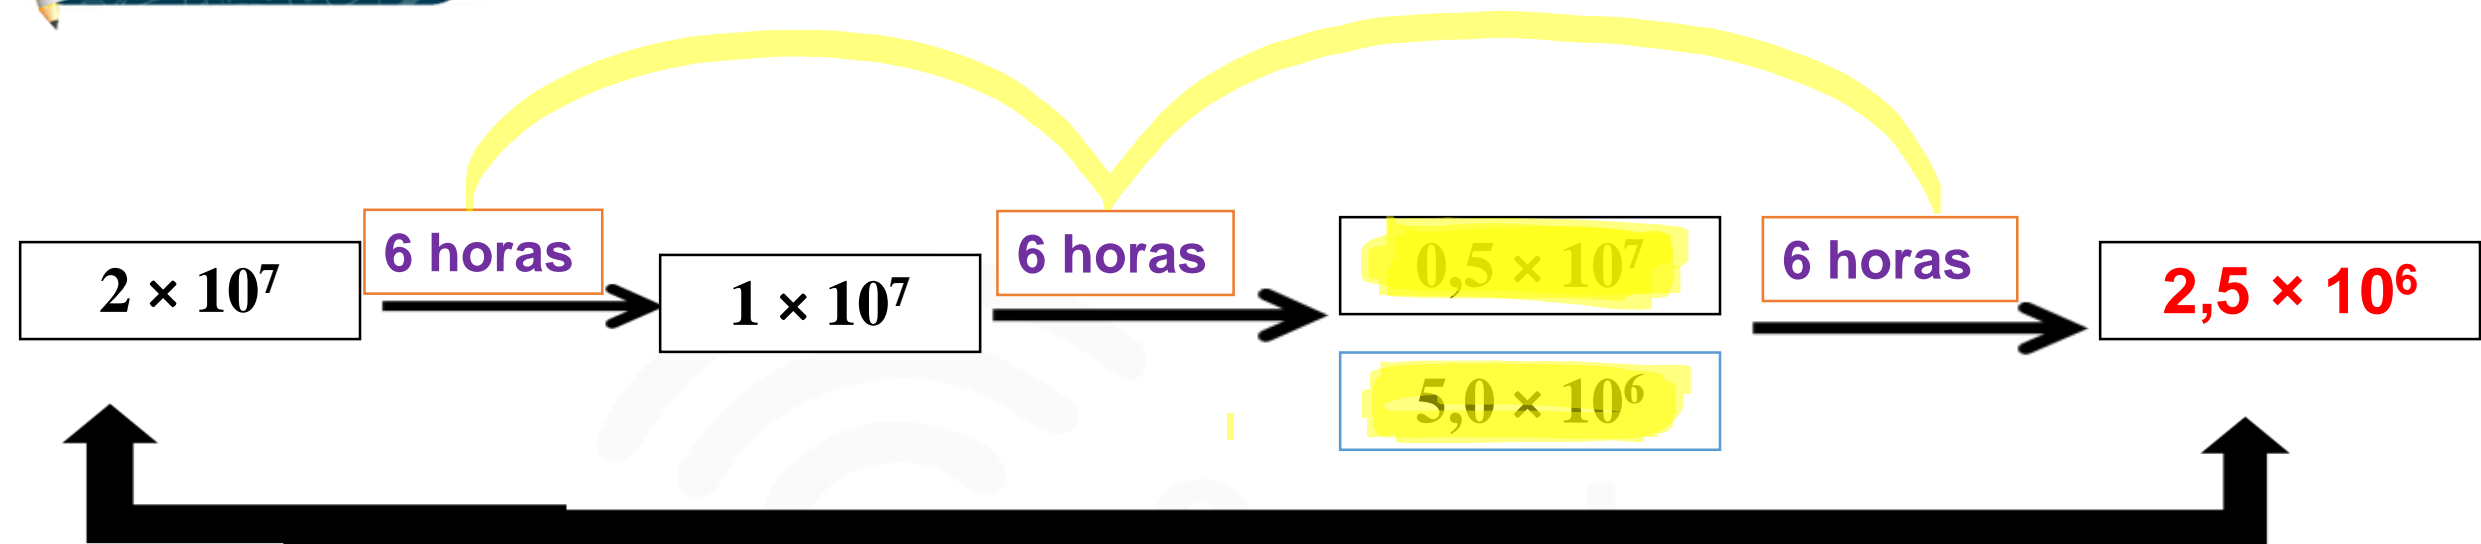 6 horas
2 × 10⁷
1 × 10⁷
6 horas
0,5 × 10⁷
5,0 × 10⁶
6 horas
2,5 × 10⁶